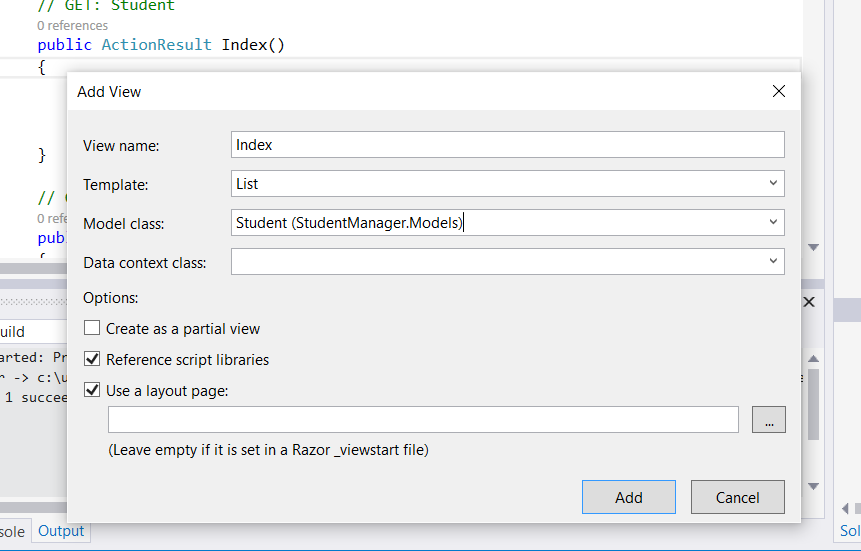 // GET: Student
0 references
public ActionResult Index()
{
Add View
View name:
Index
Template:
List
Model class:
Student (StudentManager.Models)
Data context class:
Options:
Create as a partial view
Reference script libraries
Use a layout page:
...
(Leave empty if it is set in a Razor _viewstart file)
Add
Cancel
}
//
0 refe
pub
{
uild
arted: Pr
r -> c:\u
1 succee
sole
Output
Sol